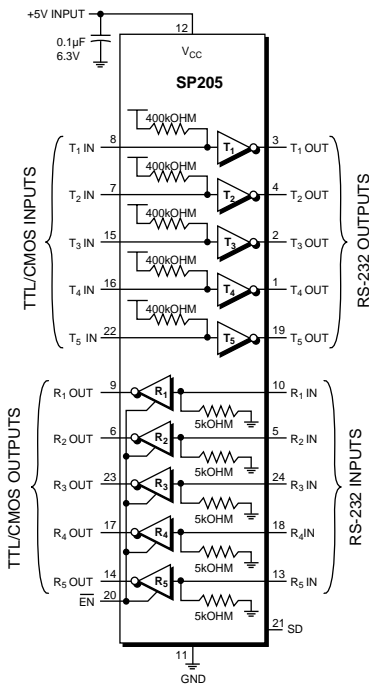 +5V INPUT
0.1µF
6.3V
12
VCC
SP205
400kOHM
T1 IN 8 T1 3 T1 OUT
400kOHM
T2 IN 7 T2 4 T2 OUT
400kOHM
T3 IN 15 T3 2 T3 OUT
400kOHM
T4 IN 16 T4 1 T4 OUT
400kOHM
T5 IN 22 T5 19 T5 OUT
TTL/CMOS INPUTS
RS-232 OUTPUTS
R1 OUT 9 R1 10 R1 IN
5kOHM
R2 OUT 6 R2 5 R2 IN
5kOHM
R3 OUT 23 R3 24 R3 IN
5kOHM
R4 OUT 17 R4 18 R4IN
5kOHM
R5 OUT 14 R5 13 R5 IN
EN 20
5kOHM
TTL/CMOS OUTPUTS
RS-232 INPUTS
21 SD
11
GND